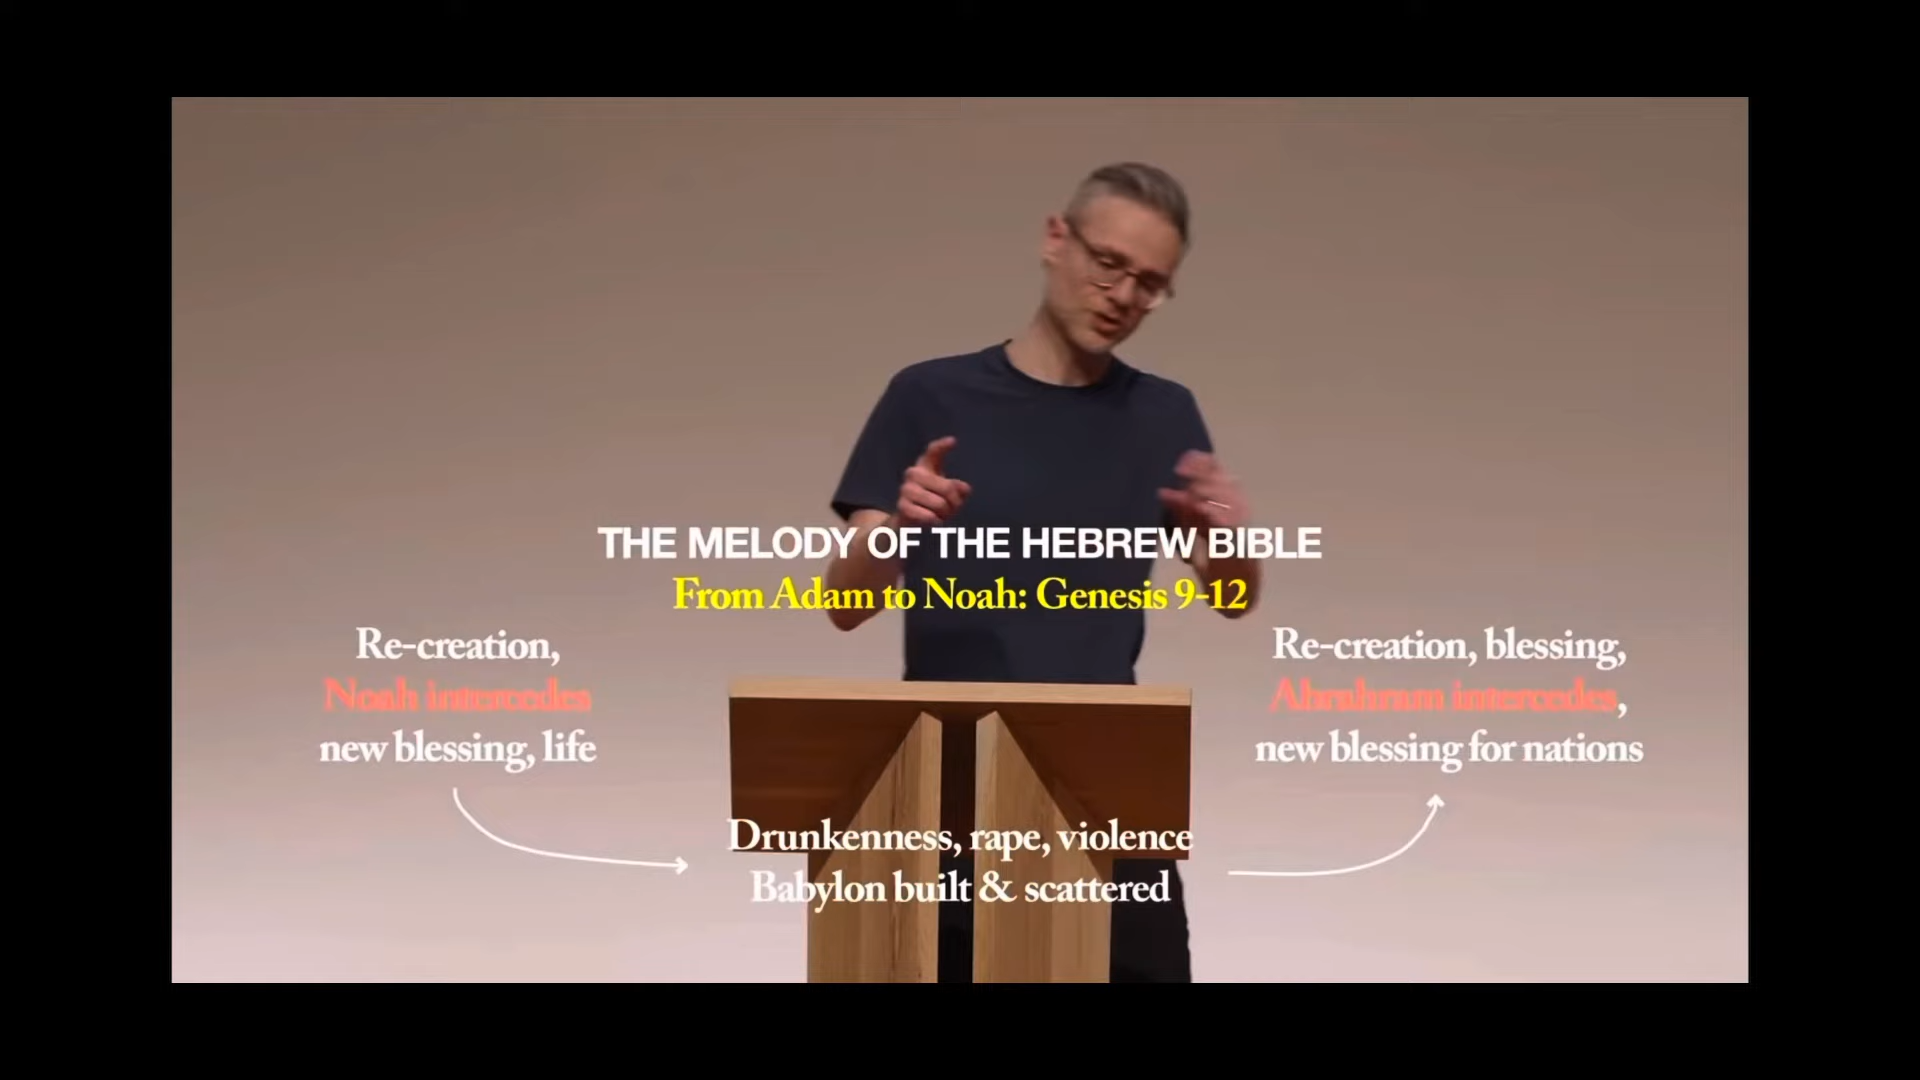 THE MELODY OF THE HEBREW BIBLE
From Adam to Noah: Genesis 9-12
Re-creation,
Noah intercedes
new blessing, life
Re-creation, blessing,
Abraham intercedes,
new blessing for nations
Drunkenness, rape, violence
Babylon built & scattered